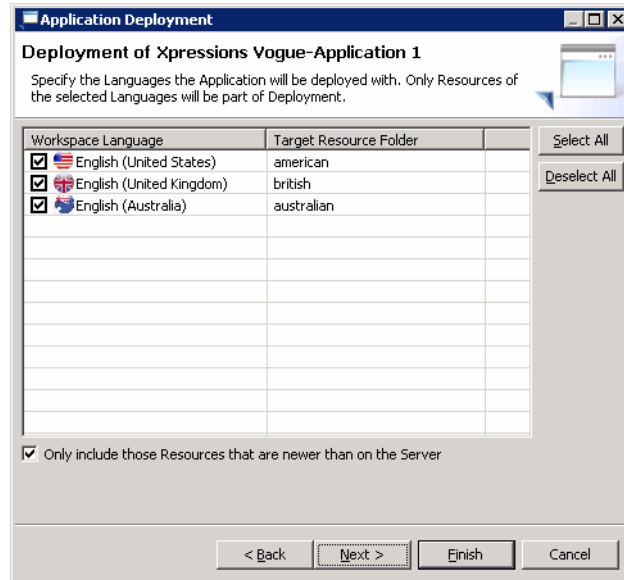 Application Deployment
Deployment of Xpressions Vogue-Application 1
Specify the Languages the Application will be deployed with. Only Resources of
the selected Languages will be part of Deployment.
Workspace Language Target Resource Folder
English (United States) american
English (United Kingdom) british
English (Australia) australian
Select All
Deselect All
Only include those Resources that are newer than on the Server
< Back Next > Finish Cancel